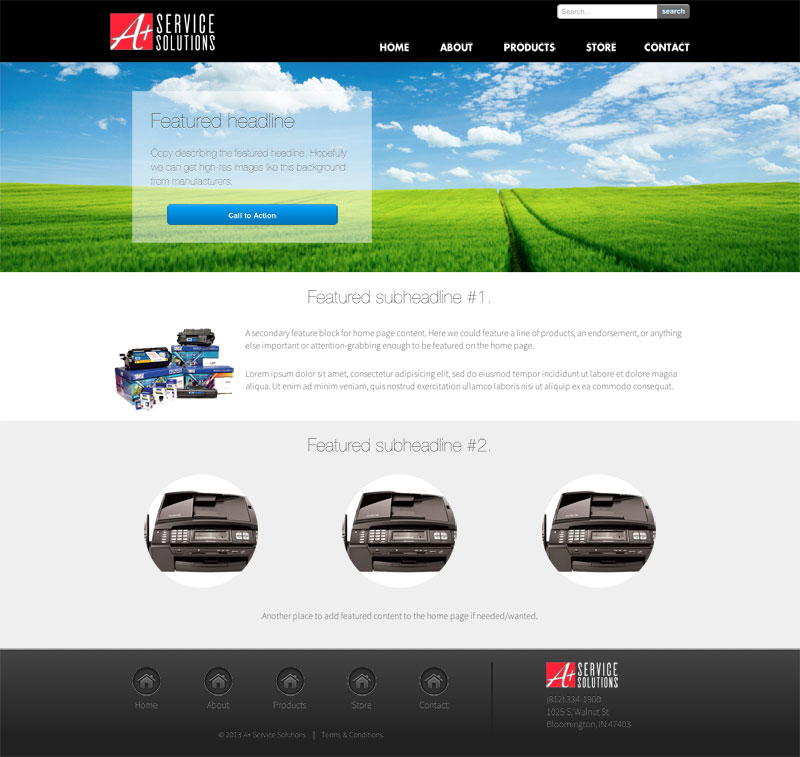 A+ SERVICE SOLUTIONS
Search...
search
HOME ABOUT PRODUCTS STORE CONTACT
Featured headline
Copy describing the featured headline. Hopefully
we can get high-res images like this background
from manufacturers.
Call to Action
Featured subheadline #1.
A secondary feature block for home page content. Here we could feature a line of products, an endorsement, or anything
else important or attention-grabbing enough to be featured on the home page.
Lorem ipsum dolor sit amet, consectetur adipisicing elit, sed do eiusmod tempor incididunt ut labore et dolore magna
aliqua. Ut enim ad minim veniam, quis nostrud exercitation ullamco laboris nisi ut aliquip ex ea commodo consequat.
Featured subheadline #2.
Another place to add featured content to the home page if needed/wanted.
Home About Products Store Contact
© 2013 A+ Service Solutions | Terms & Conditions
A+ SERVICE SOLUTIONS
(812) 334-1900
1025 S. Walnut St
Bloomington, IN 47403